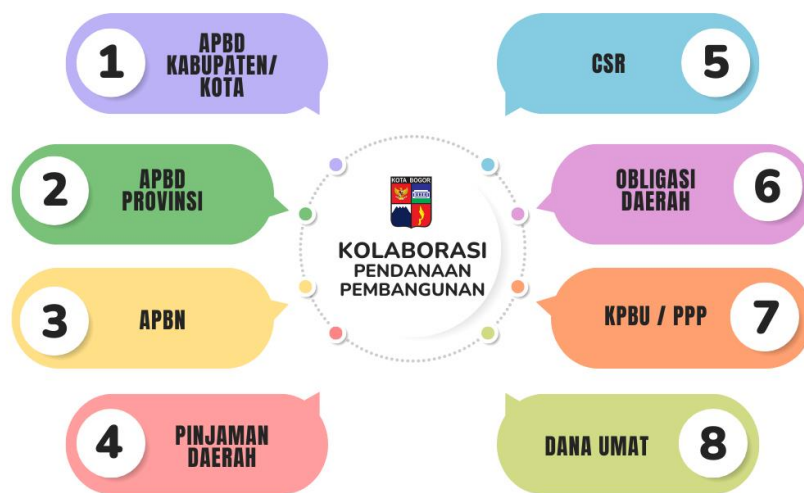 1
APBD
KABUPATEN/
KOTA
2
APBD
PROVINSI
3
APBN
4
PINJAMAN
DAERAH
KOTA BOGOR
KOLABORASI
PENDANAAN
PEMBANGUNAN
CSR
5
OBLIGASI
DAERAH
6
KPBU / PPP
7
DANA UMAT
8